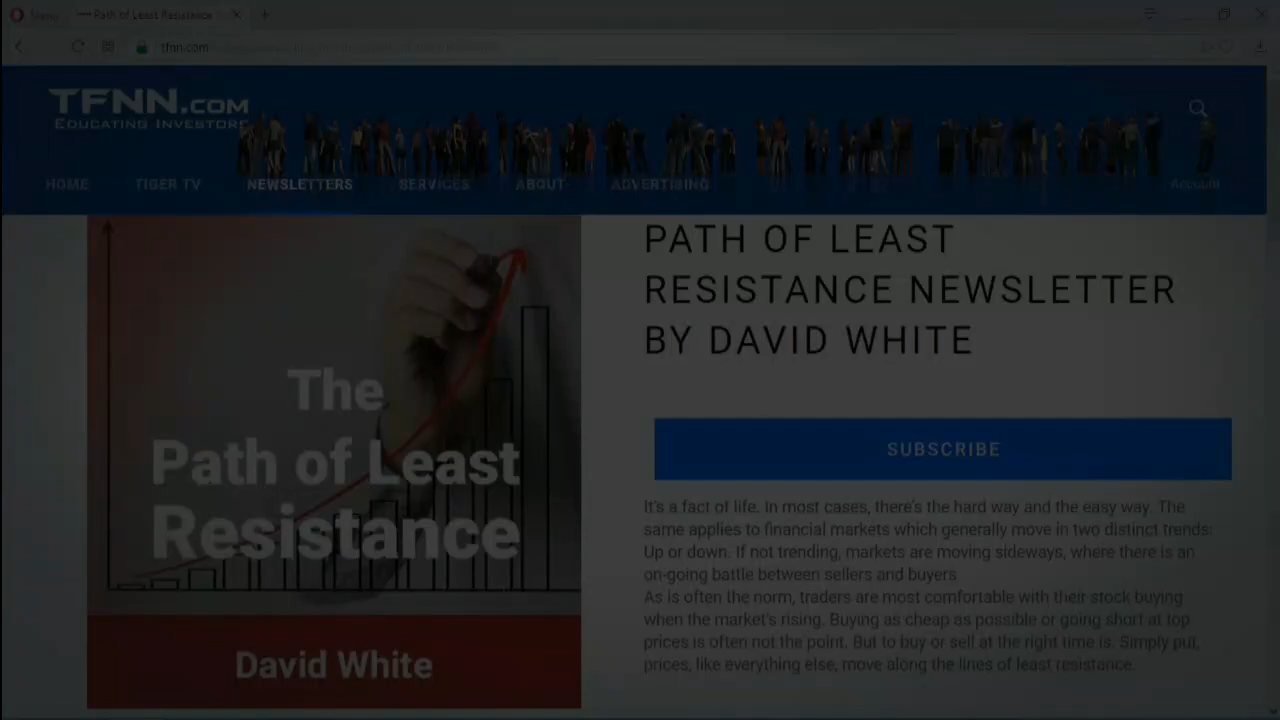 Menu
Path of Least Resistance
tfnn.com
TFNN.COM
EDUCATING INVESTORS
HOME
TIGER TV
NEWSLETTERS
SERVICES
ABOUT
ADVERTISING
Account
The
Path of Least
Resistance
David White
PATH OF LEAST
RESISTANCE NEWSLETTER
BY DAVID WHITE
SUBSCRIBE
It's a fact of life. In most cases, there's the hard way and the easy way. The
same applies to financial markets which generally move in two distinct trends:
Up or down. If not trending, markets are moving sideways, where there is an
on-going battle between sellers and buyers
As is often the norm, traders are most comfortable with their stock buying
when the market's rising. Buying as cheap as possible or going short at top
prices is often not the point. But to buy or sell at the right time is. Simply put,
prices, like everything else, move along the lines of least resistance.